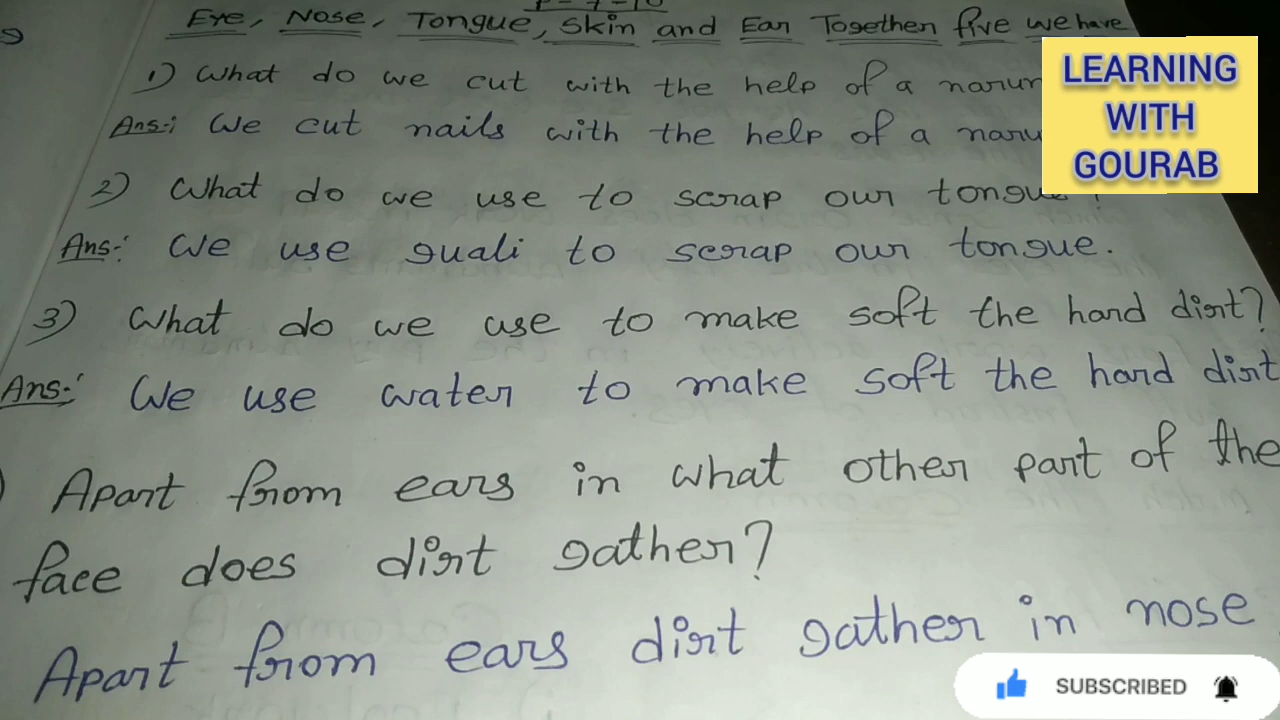 Eye, Nose, Tongue, Skin and Ear Together five we have
1) What do we cut with the help of a
Ans:- We cut nails with the help of a
2) What do we use to scrap our tongue?
Ans:- We use guali to scrap our tongue.
3) What do we use to make soft the hard dirt?
Ans:- We use water to make soft the hard dirt
Apart from ears in what other part of the
face does dirt gather?
Apart from ears dirt gather in nose
LEARNING
WITH
GOURAB
SUBSCRIBED